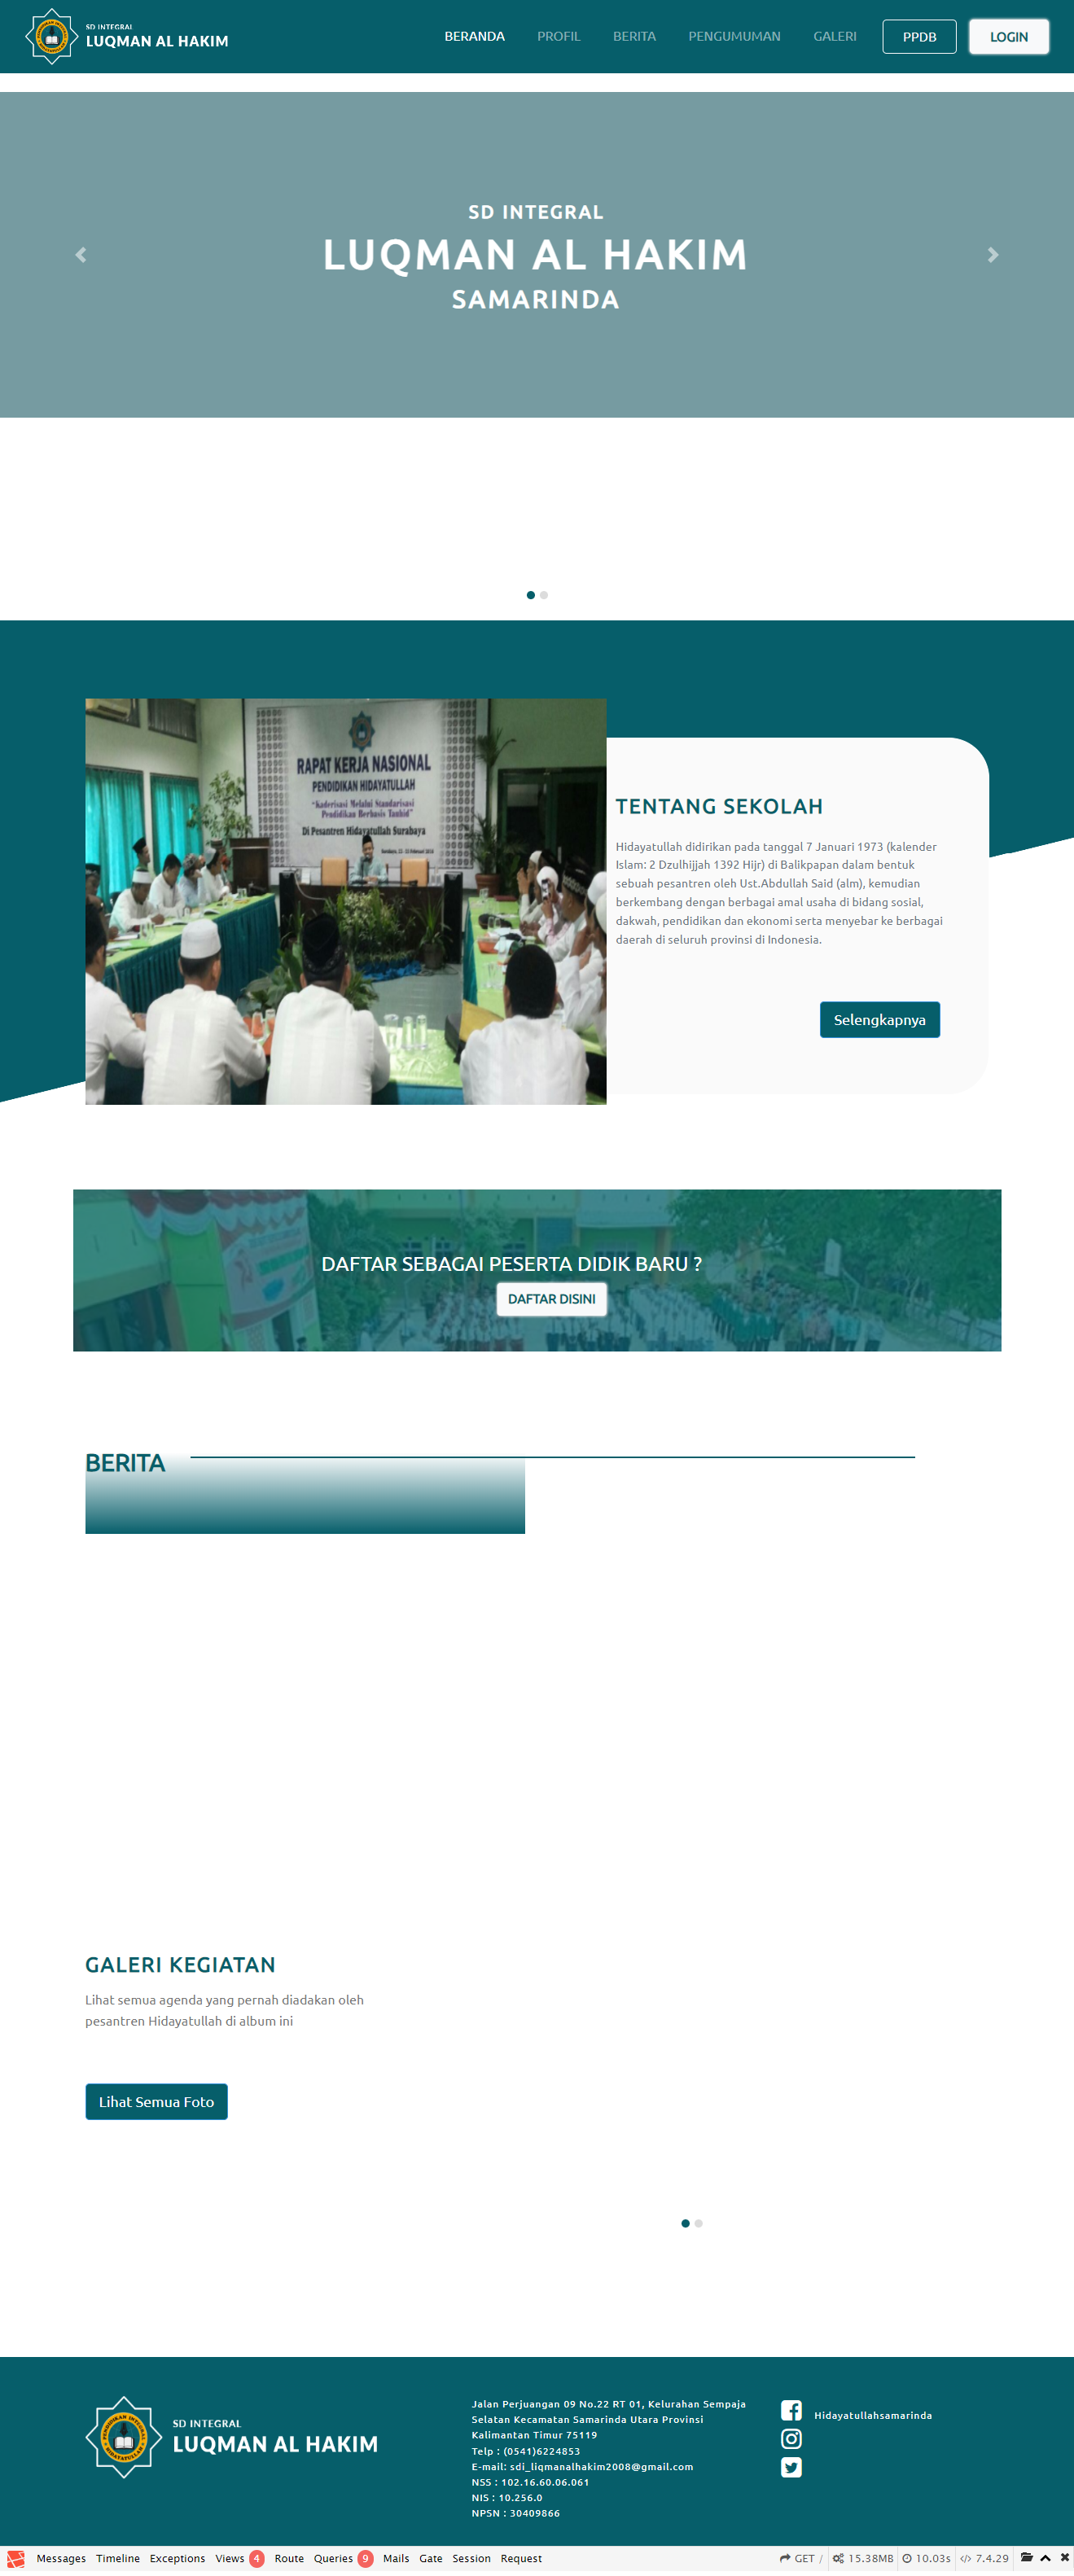 SD INTEGRAL
LUQMAN AL HAKIM
BERANDA PROFIL BERITA PENGUMUMAN GALERI PPDB LOGIN
SD INTEGRAL
LUQMAN AL HAKIM
SAMARINDA
RAPAT KERJA NASIONAL
PENDIDIKAN HIDAYATULLAH
"Kaderisasi Melalui Standarisasi
Pendidikan Berbasis Tauhid"
Di Pesantren Hidayatullah Surabaya
TENTANG SEKOLAH
Hidayatullah didirikan pada tanggal 7 Januari 1973 (kalender
Islam: 2 Dzulhijjah 1392 Hijr) di Balikpapan dalam bentuk
sebuah pesantren oleh Ust.Abdullah Said (alm), kemudian
berkembang dengan berbagai amal usaha di bidang sosial,
dakwah, pendidikan dan ekonomi serta menyebar ke berbagai
daerah di seluruh provinsi di Indonesia.
Selengkapnya
DAFTAR SEBAGAI PESERTA DIDIK BARU ?
DAFTAR DISINI
BERITA
GALERI KEGIATAN
Lihat semua agenda yang pernah diadakan oleh
pesantren Hidayatullah di album ini
Lihat Semua Foto
SD INTEGRAL
LUQMAN AL HAKIM
Jalan Perjuangan 09 No.22 RT 01, Kelurahan Sempaja
Selatan Kecamatan Samarinda Utara Provinsi
Kalimantan Timur 75119
Telp : (0541)6224853
E-mail: sdi_liqmanalhakim2008@gmail.com
NSS : 102.16.60.06.061
NIS : 10.256.0
NPSN : 30409866
Hidayatullahsamarinda
Messages Timeline Exceptions Views 4 Route Queries 9 Mails Gate Session Request GET / 15.38MB 10.03s 7.4.29